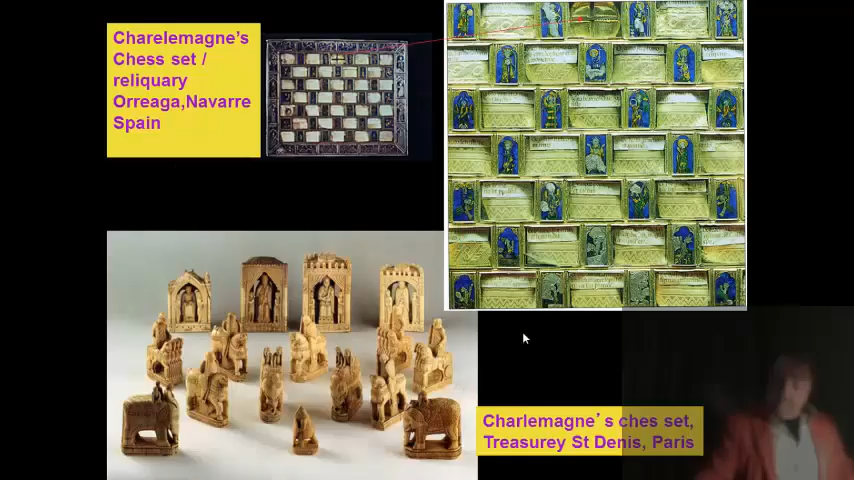 Charelemagne's
Chess set /
reliquary
Orreaga,Navarre
Spain
Charlemagne's ches set,
Treasurey St Denis, Paris